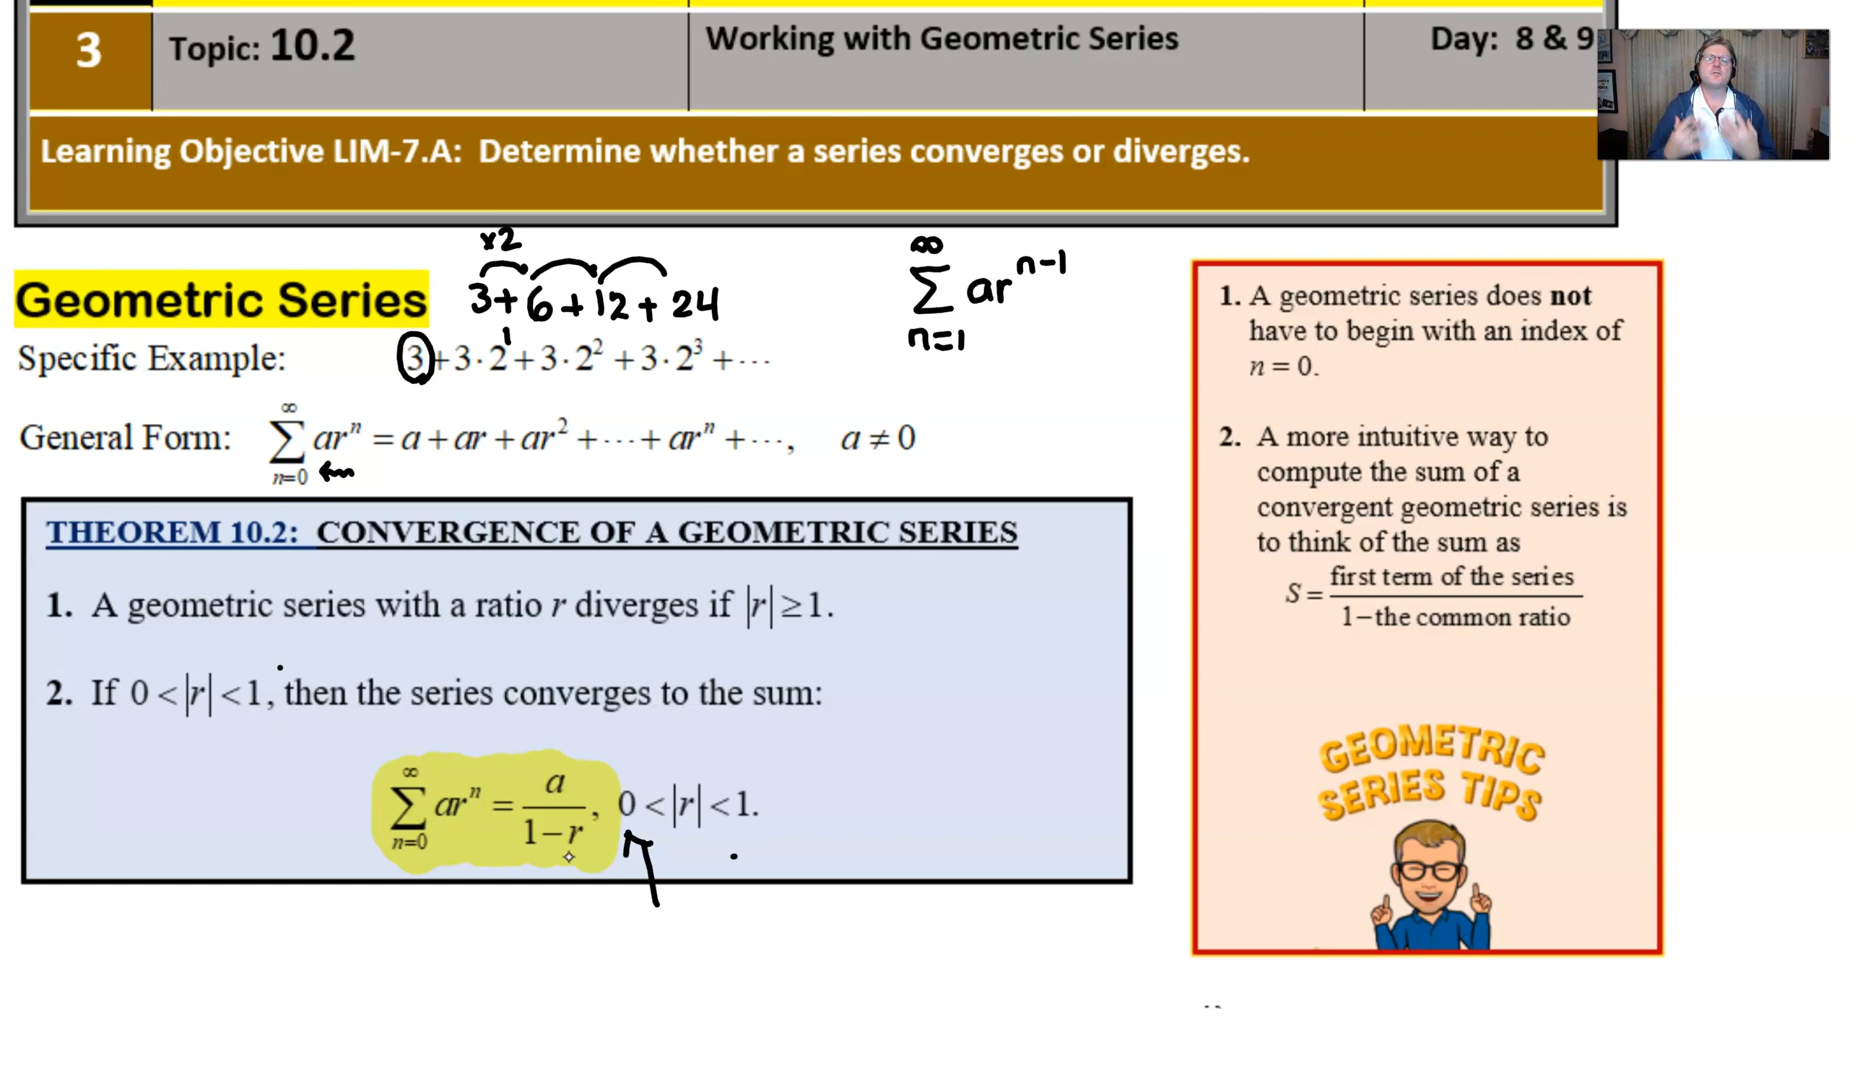 3 Topic: 10.2 Working with Geometric Series Day: 8 & 9
Learning Objective LIM-7.A: Determine whether a series converges or diverges.
×2
Geometric Series 3+6+12+24
Specific Example: 3+3·2¹+3·2²+3·2³+⋯
General Form: ∑_{n=0}^{∞} arⁿ = a+ar+ar²+⋯+arⁿ+⋯, a≠0
∑_{n=1}^{∞} ar^{n-1}
THEOREM 10.2: CONVERGENCE OF A GEOMETRIC SERIES
1. A geometric series with a ratio r diverges if |r|≥1.
2. If 0<|r|<1, then the series converges to the sum:
∑_{n=0}^{∞} arⁿ = a/(1−r), 0<|r|<1.
1. A geometric series does not
have to begin with an index of
n = 0.
2. A more intuitive way to
compute the sum of a
convergent geometric series is
to think of the sum as
S = first term of the series / 1−the common ratio
GEOMETRIC
SERIES TIPS